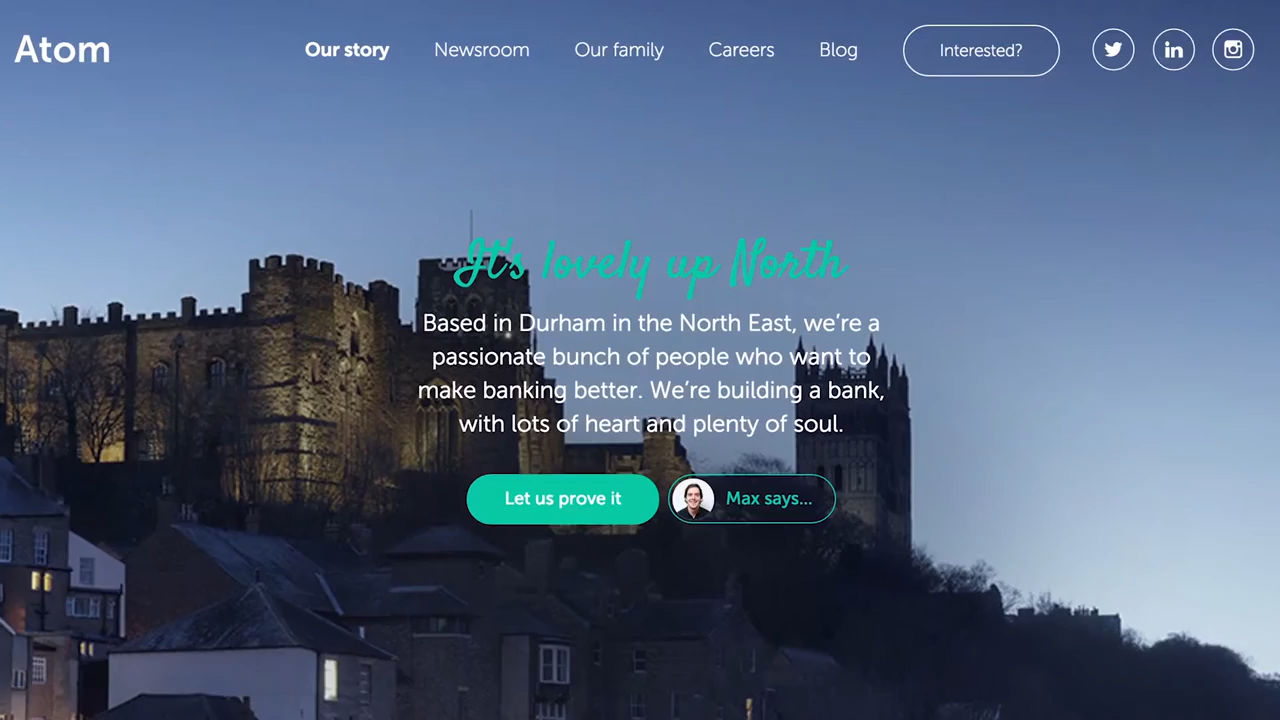 Atom
Our story
Newsroom
Our family
Careers
Blog
Interested?
It's lovely up North
Based in Durham in the North East, we’re a
passionate bunch of people who want to
make banking better. We’re building a bank,
with lots of heart and plenty of soul.
Let us prove it
Max says...